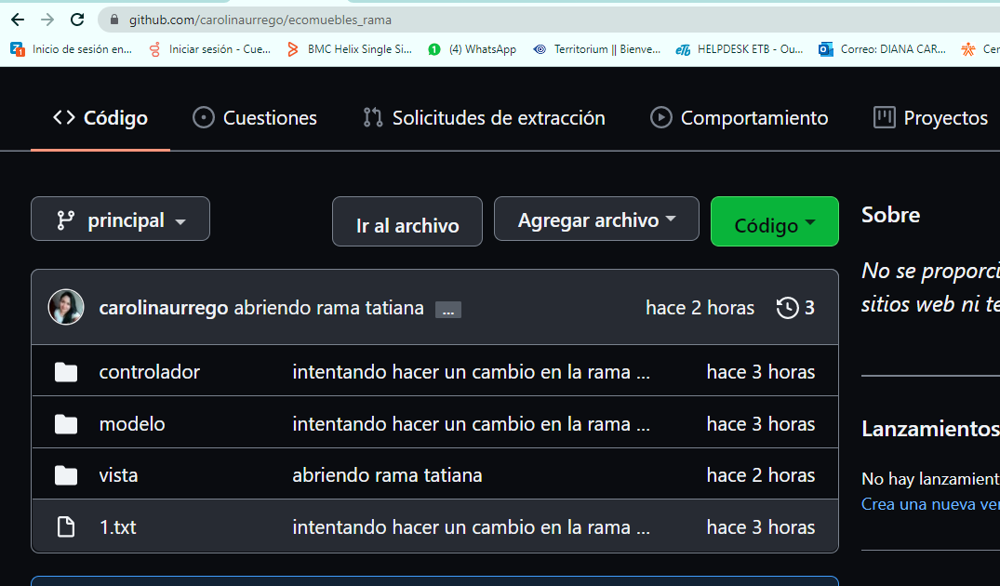 github.com/carolinaurrego/ecomuebles_rama
Inicio de sesión en... Iniciar sesión - Cue... BMC Helix Single Si... (4) WhatsApp Territorium || Bienve... HELPDESK ETB - Ou... Correo: DIANA CAR... Cer
Código Cuestiones Solicitudes de extracción Comportamiento Proyectos
principal Ir al archivo Agregar archivo Código
carolinaurrego abriendo rama tatiana ... hace 2 horas 3
controlador intentando hacer un cambio en la rama ... hace 3 horas
modelo intentando hacer un cambio en la rama ... hace 3 horas
vista abriendo rama tatiana hace 2 horas
1.txt intentando hacer un cambio en la rama ... hace 3 horas
Sobre
No se proporci
sitios web ni te
Lanzamientos
No hay lanzamient
Crea una nueva ver